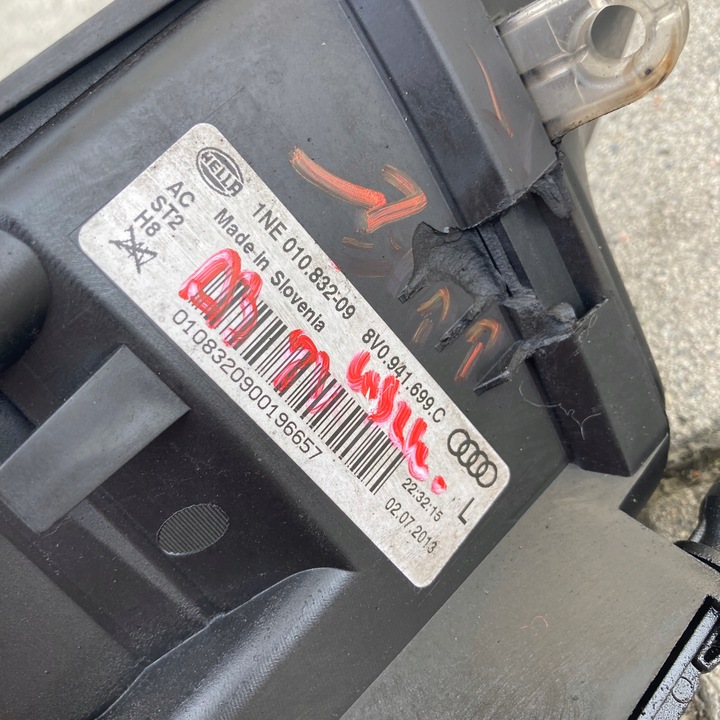 HELLA
1NE 010.832-09
8V0.941.699.C
Made-in Slovenia
AC
ST2
H8
0108320900196657
22:32:15
02.07.2013
L